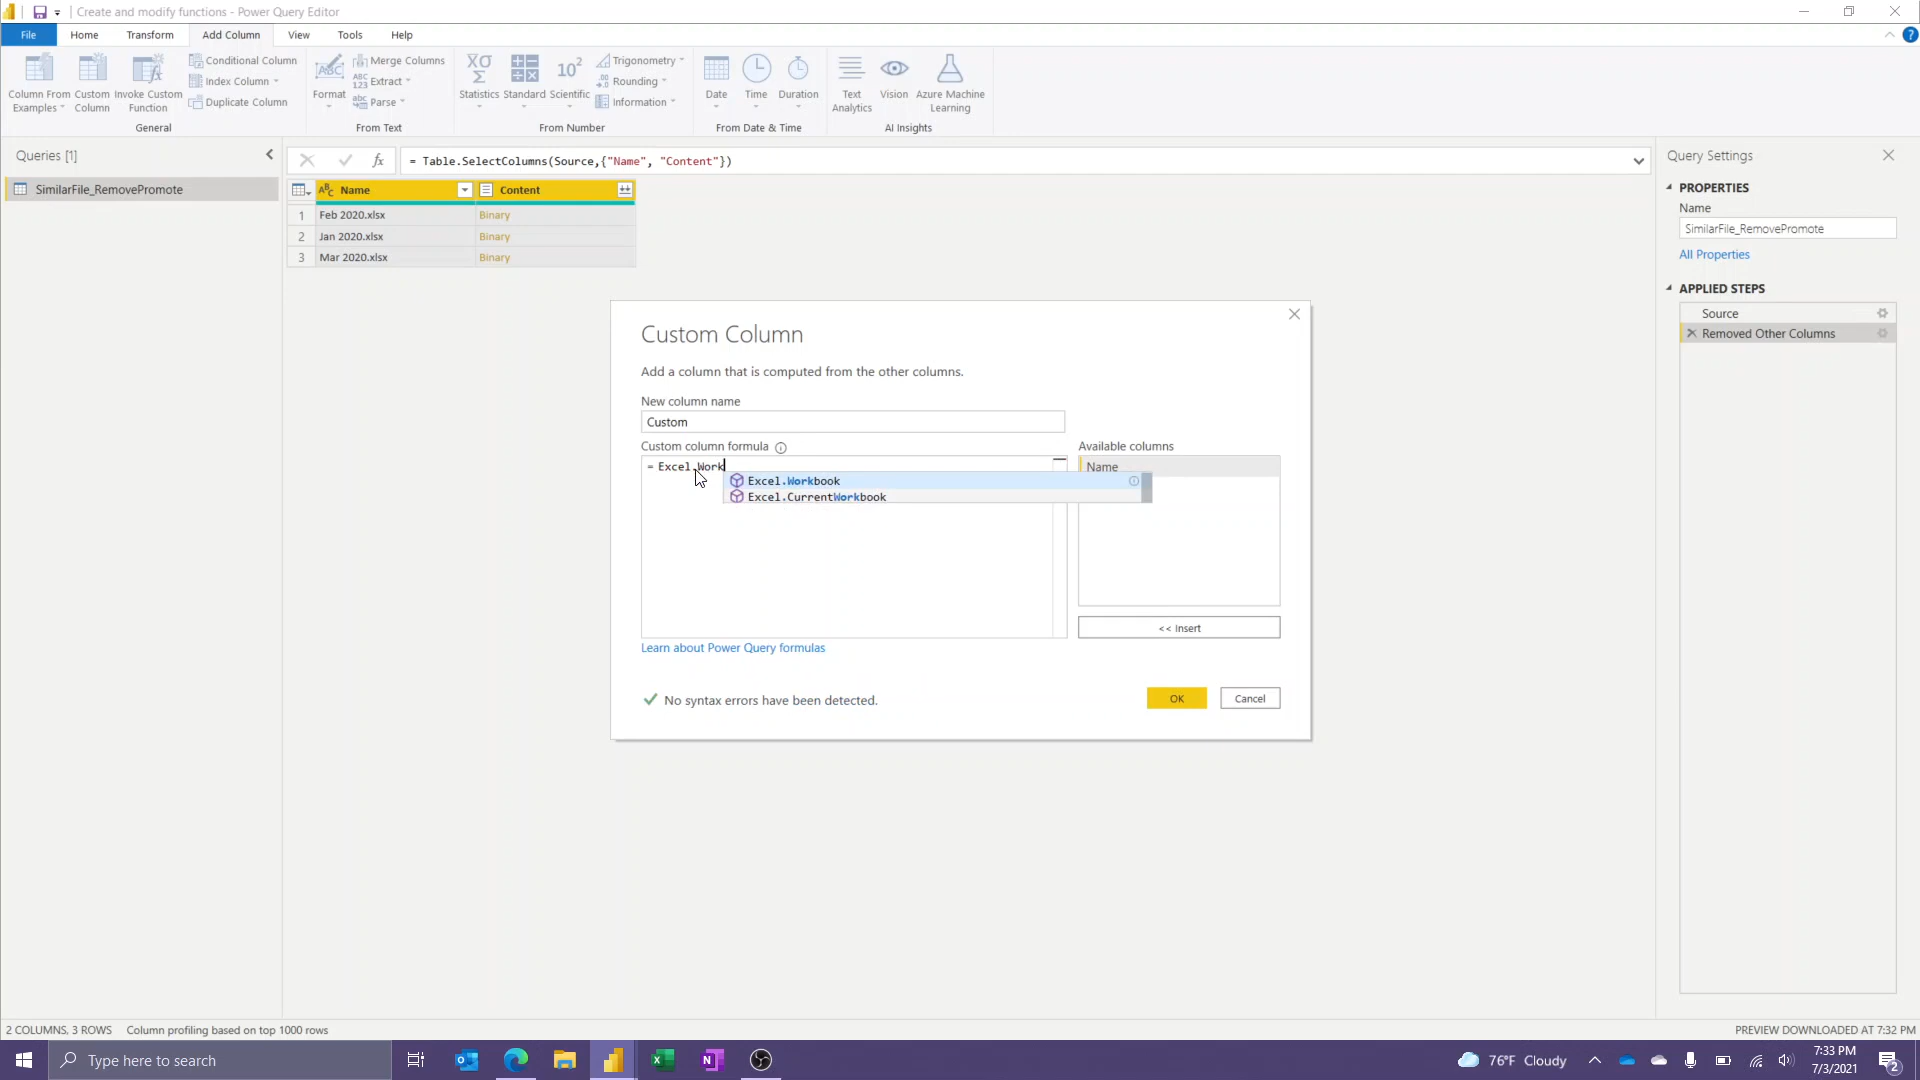 Create and modify functions - Power Query Editor
File Home Transform Add Column View Tools Help
Column From Examples
Custom Column
Invoke Custom Function
Conditional Column
Index Column
Duplicate Column
General
Format
Merge Columns
Extract
Parse
From Text
Statistics
Standard
Scientific
Trigonometry
Rounding
Information
From Number
Date
Time
Duration
From Date & Time
Text Analytics
Vision
Azure Machine Learning
AI Insights
Queries [1]
SimilarFile_RemovePromote
= Table.SelectColumns(Source,{"Name", "Content"})
Name Content
1 Feb 2020.xlsx Binary
2 Jan 2020.xlsx Binary
3 Mar 2020.xlsx Binary
Custom Column
Add a column that is computed from the other columns.
New column name
Custom
Custom column formula
= Excel.Work
Excel.Workbook
Excel.CurrentWorkbook
Available columns
Name
<< Insert
Learn about Power Query formulas
No syntax errors have been detected.
OK
Cancel
Query Settings
PROPERTIES
Name
SimilarFile_RemovePromote
All Properties
APPLIED STEPS
Source
Removed Other Columns
2 COLUMNS, 3 ROWS Column profiling based on top 1000 rows
PREVIEW DOWNLOADED AT 7:32 PM
Type here to search
76°F Cloudy
7:33 PM
7/3/2021
2